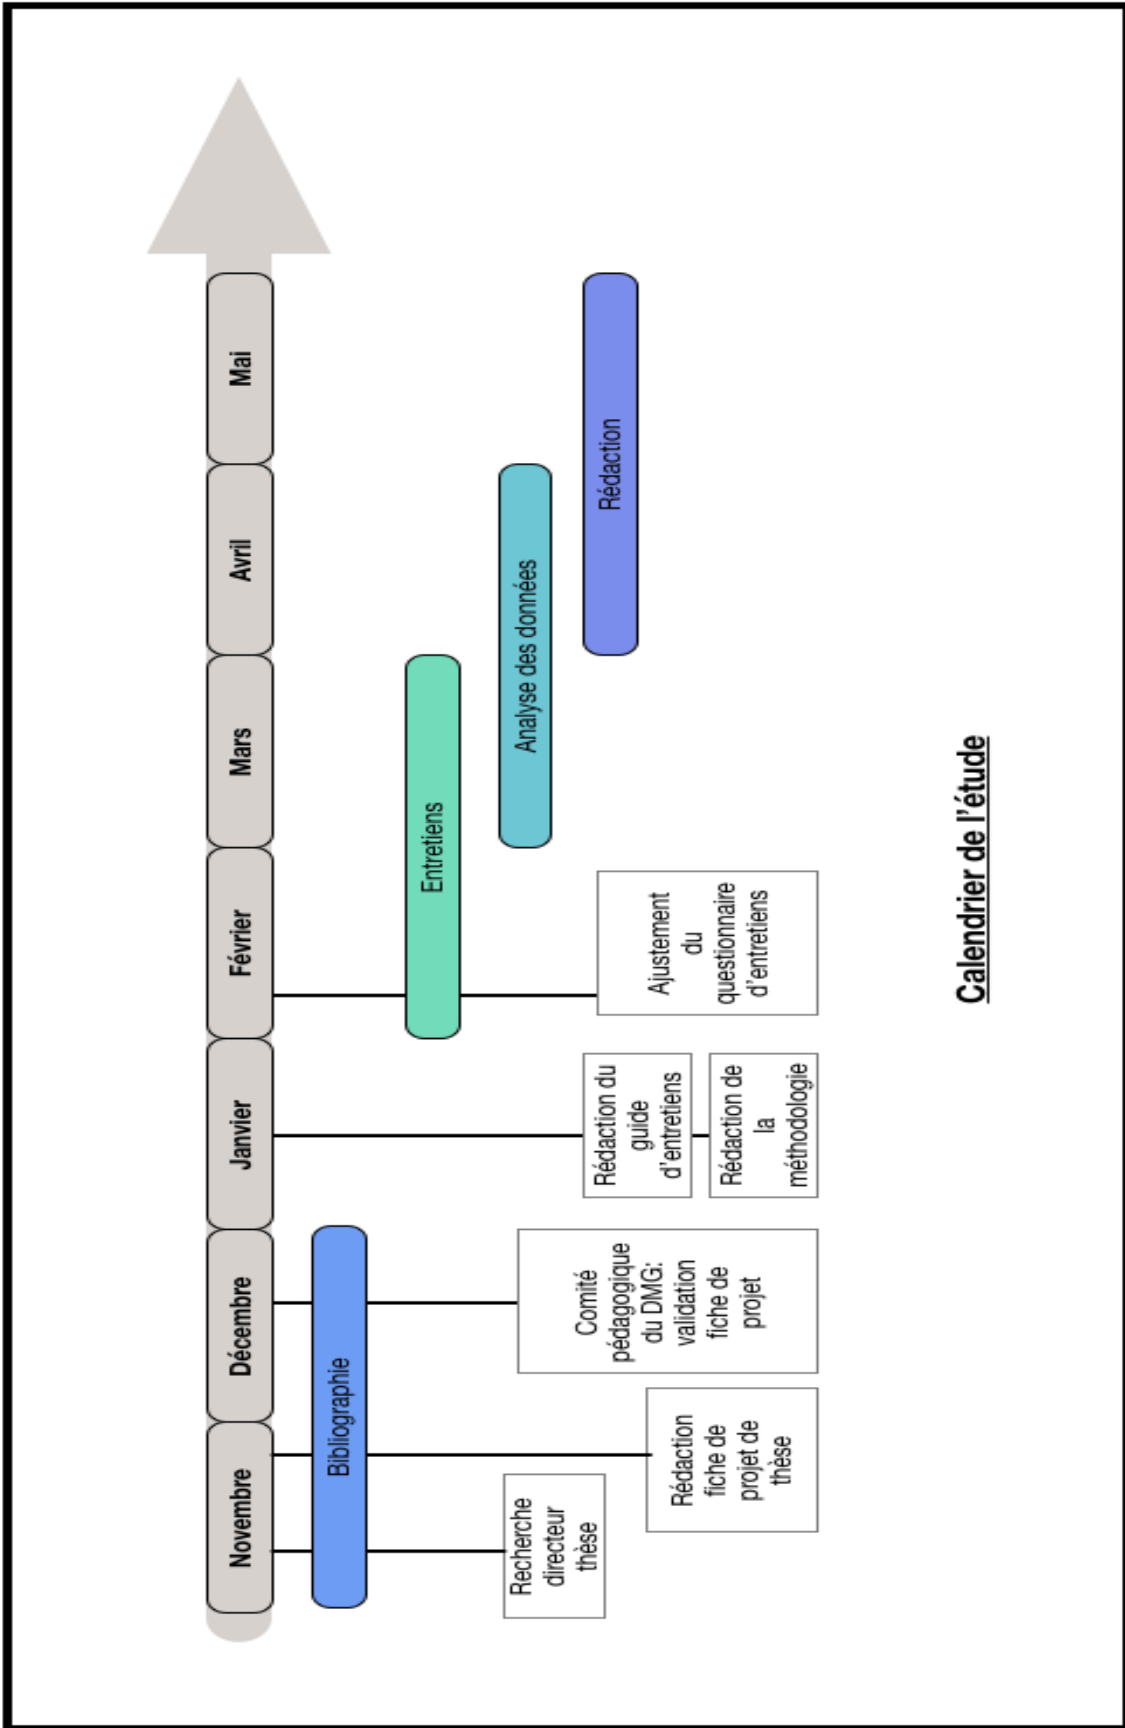 Novembre
Décembre
Janvier
Février
Mars
Avril
Mai
Bibliographie
Entretiens
Analyse des données
Rédaction
Recherche
directeur
thèse
Rédaction
fiche de
projet de
thèse
Comité
pédagogique
du DMG:
validation
fiche de
projet
Rédaction du
guide
d'entretiens
Rédaction de
la
méthodologie
Ajustement
du
questionnaire
d'entretiens
Calendrier de l'étude